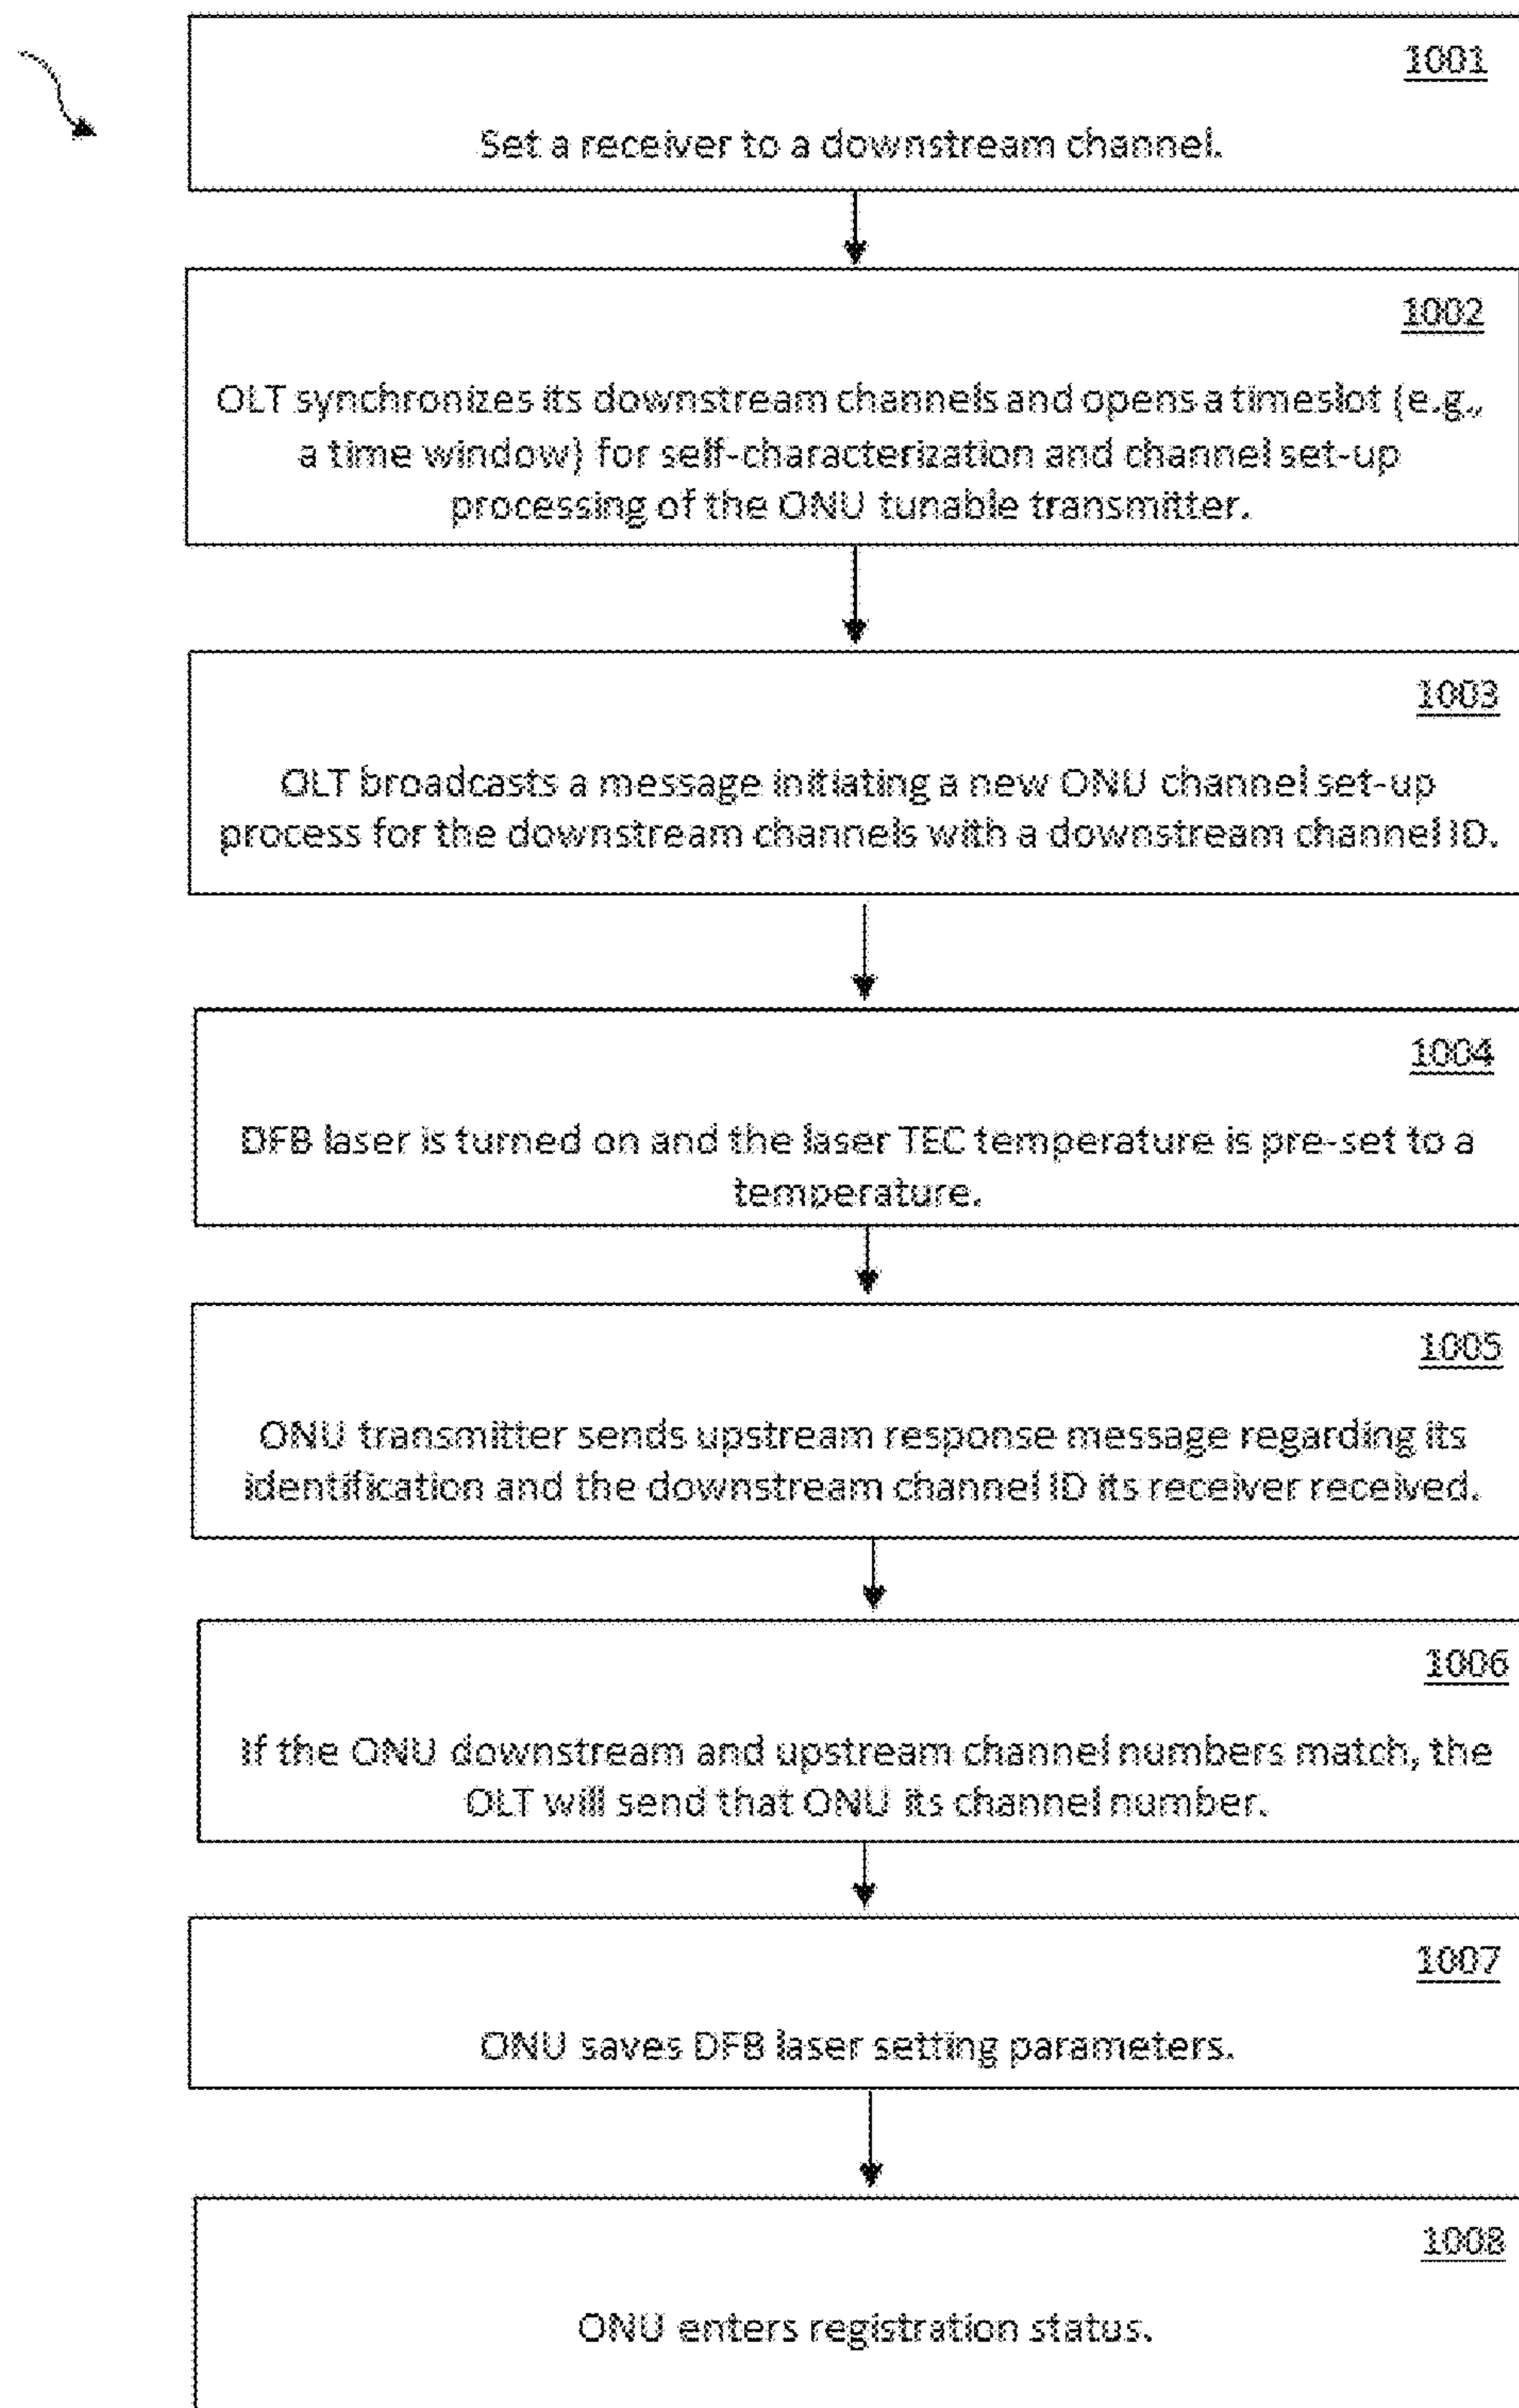 1001
Set a receiver to a downstream channel.
1002
OLT synchronizes its downstream channels and opens a timeslot (e.g.,
a time window) for self-characterization and channel set-up
processing of the ONU tunable transmitter.
1003
OLT broadcasts a message initiating a new ONU channel set-up
process for the downstream channels with a downstream channel ID.
1004
DFB laser is turned on and the laser TEC temperature is pre-set to a
temperature.
1005
ONU transmitter sends upstream response message regarding its
identification and the downstream channel ID its receiver received.
1006
If the ONU downstream and upstream channel numbers match, the
OLT will send that ONU its channel number.
1007
ONU saves DFB laser setting parameters.
1008
ONU enters registration status.